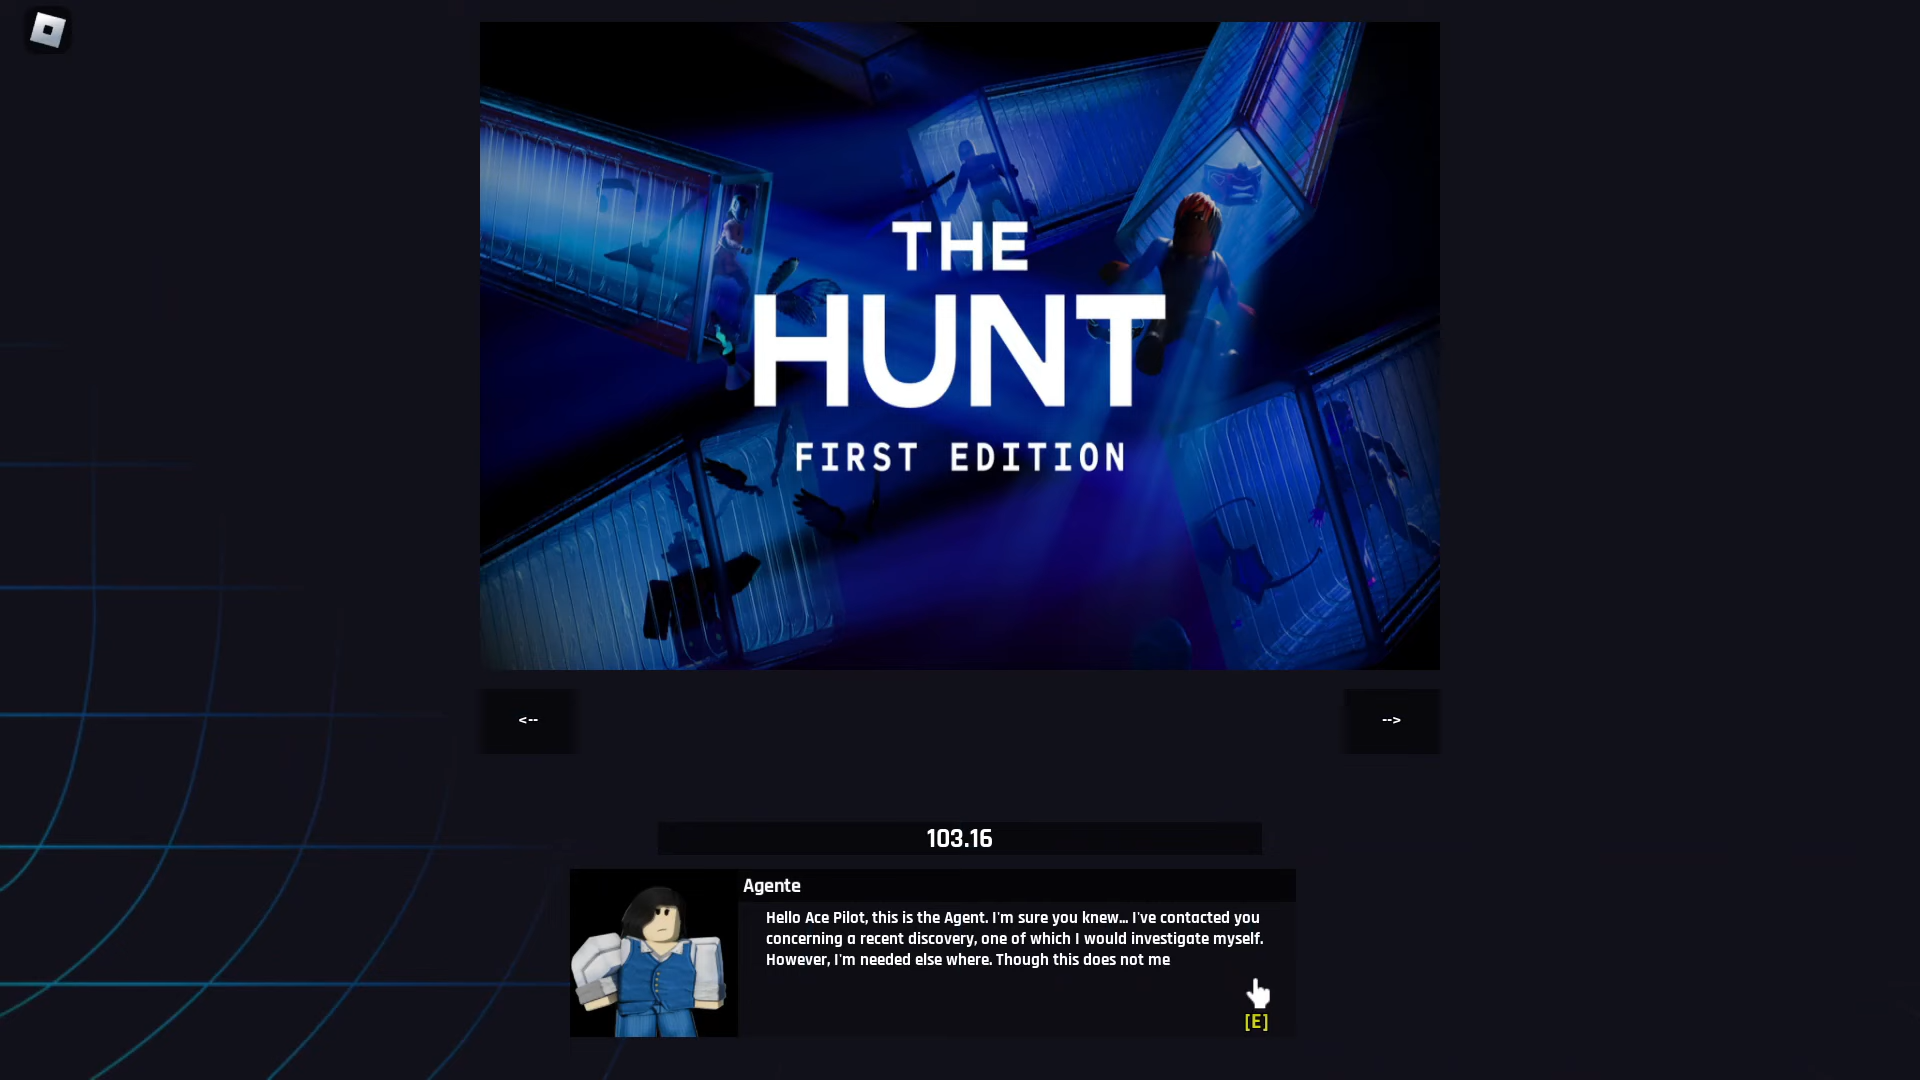 THE
HUNT
FIRST EDITION
<--
-->
103.16
Agente
Hello Ace Pilot, this is the Agent. I'm sure you knew... I've contacted you
concerning a recent discovery, one of which I would investigate myself.
However, I'm needed else where. Though this does not me
[E]